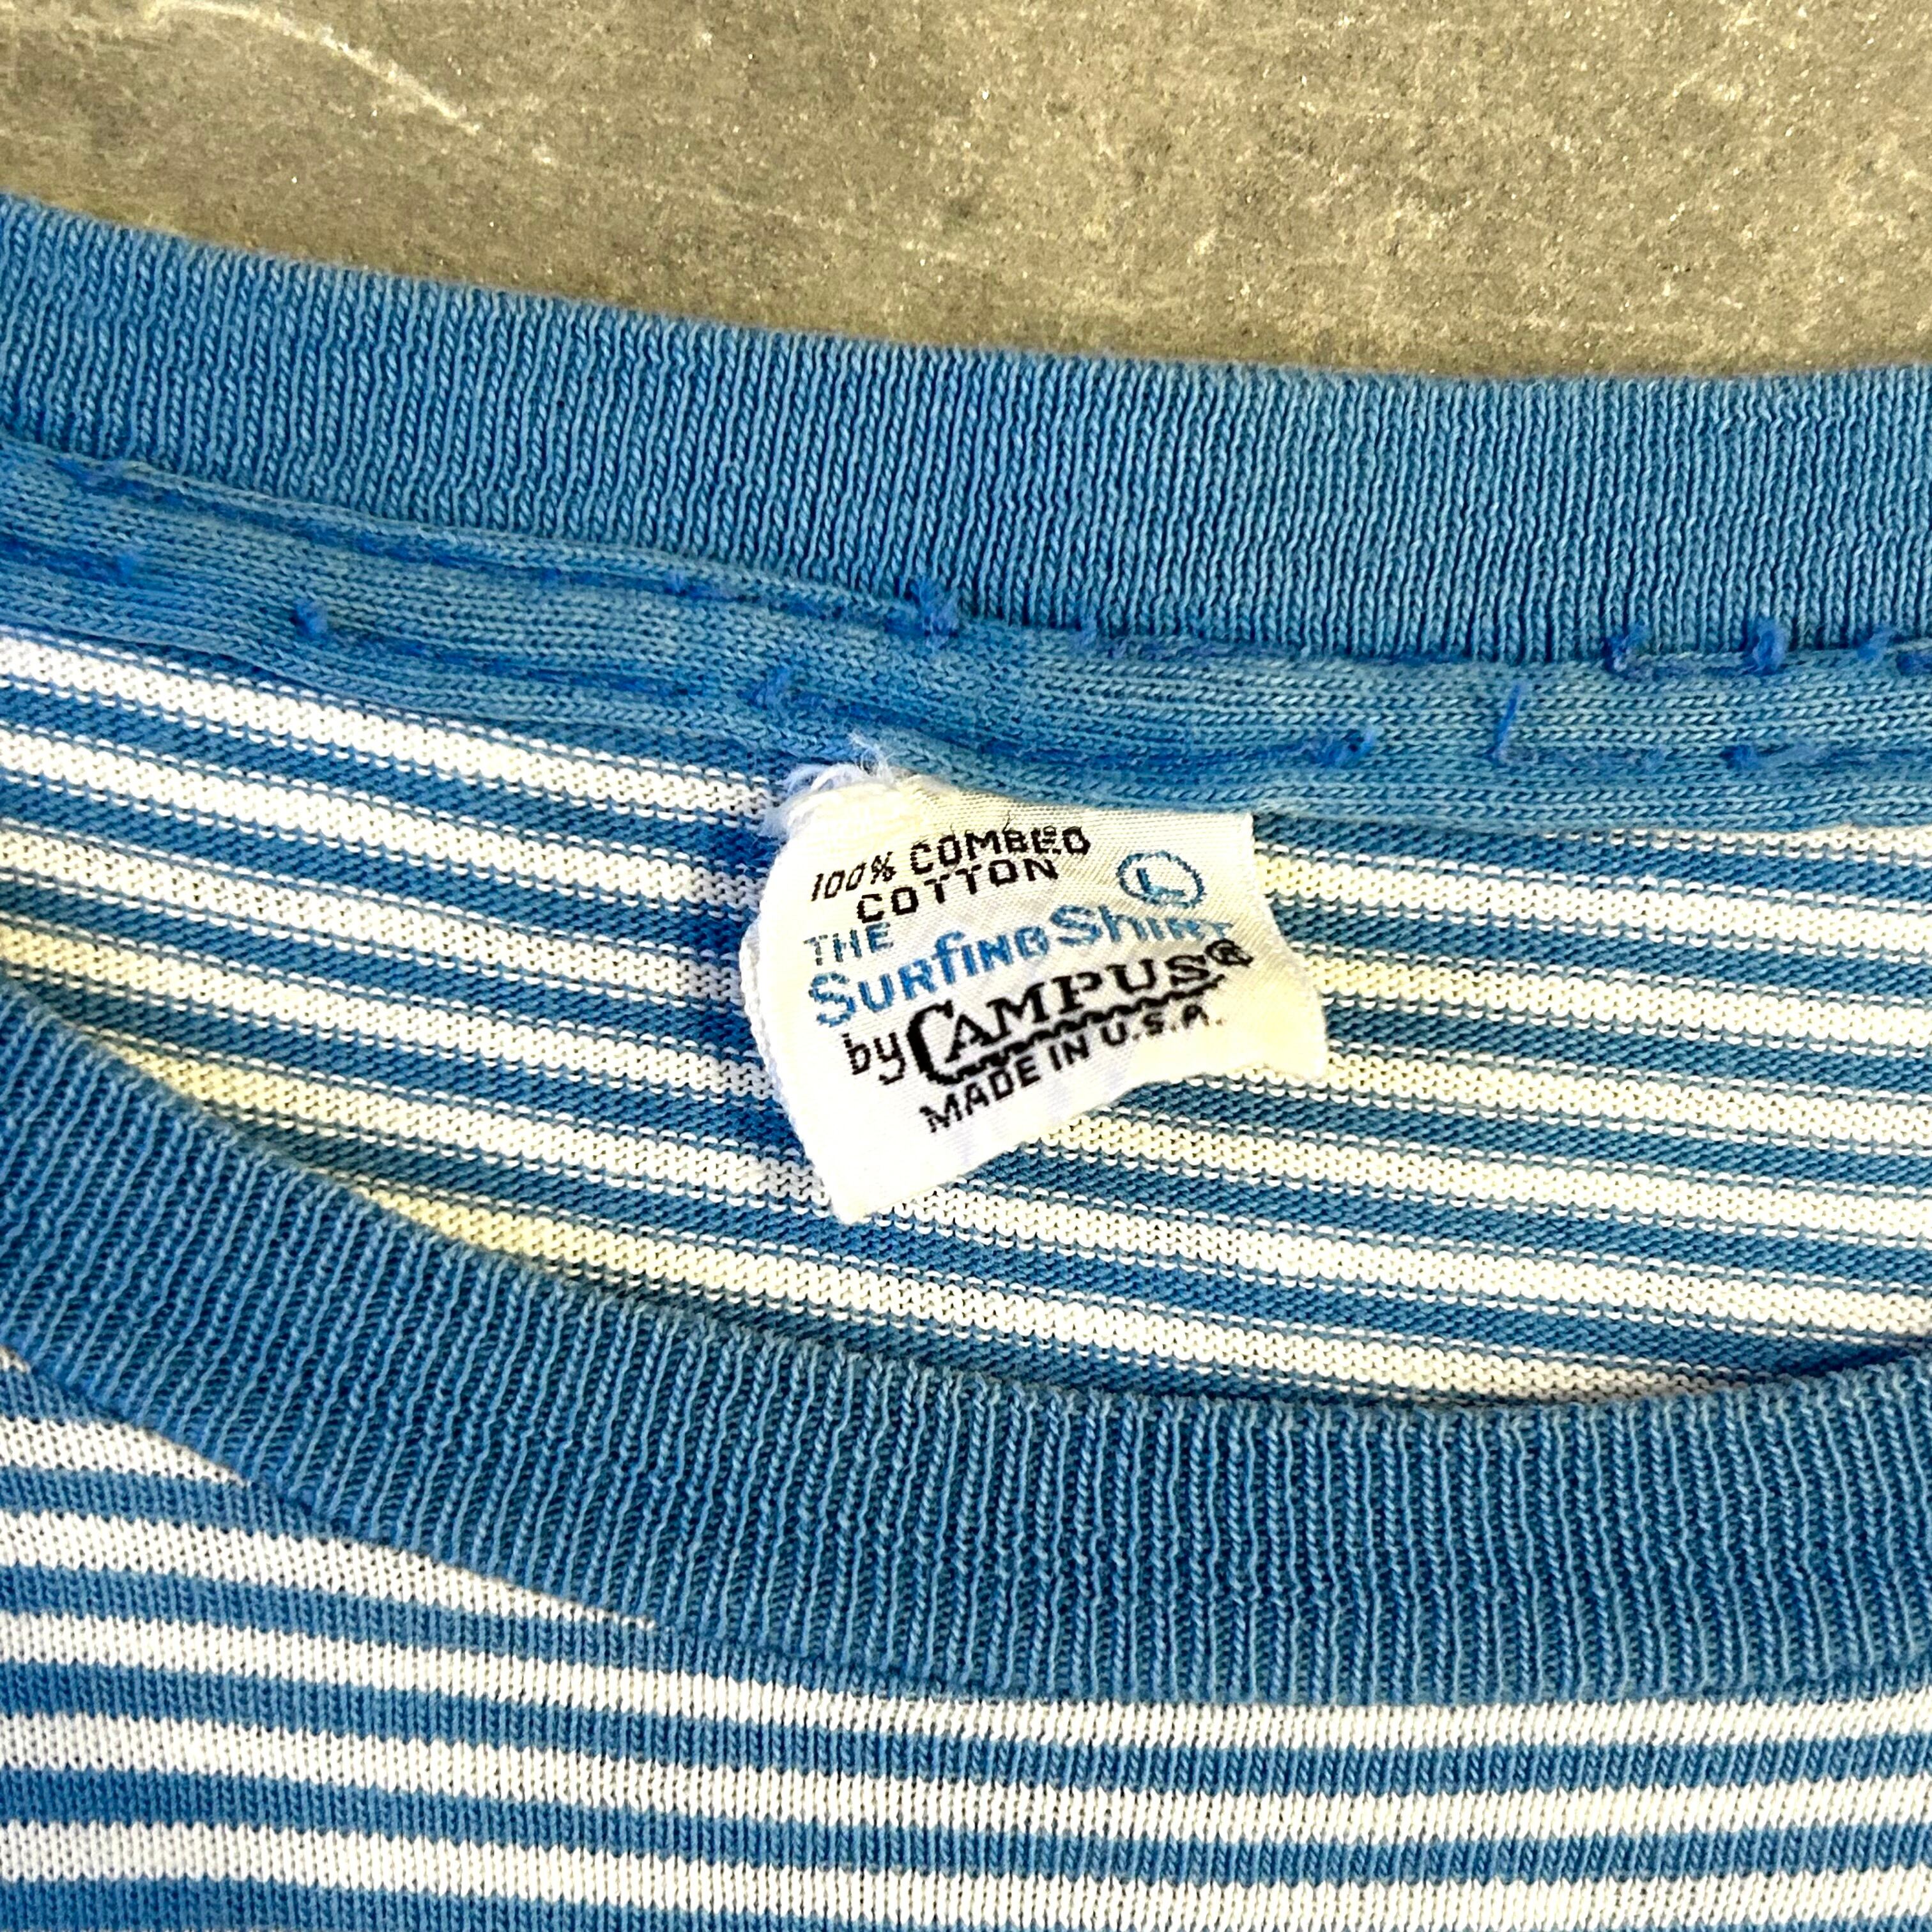 100% COMBED
COTTON
L
THE
SURfiNG ShiRT
by CAMPUS®
MADE IN U.S.A.